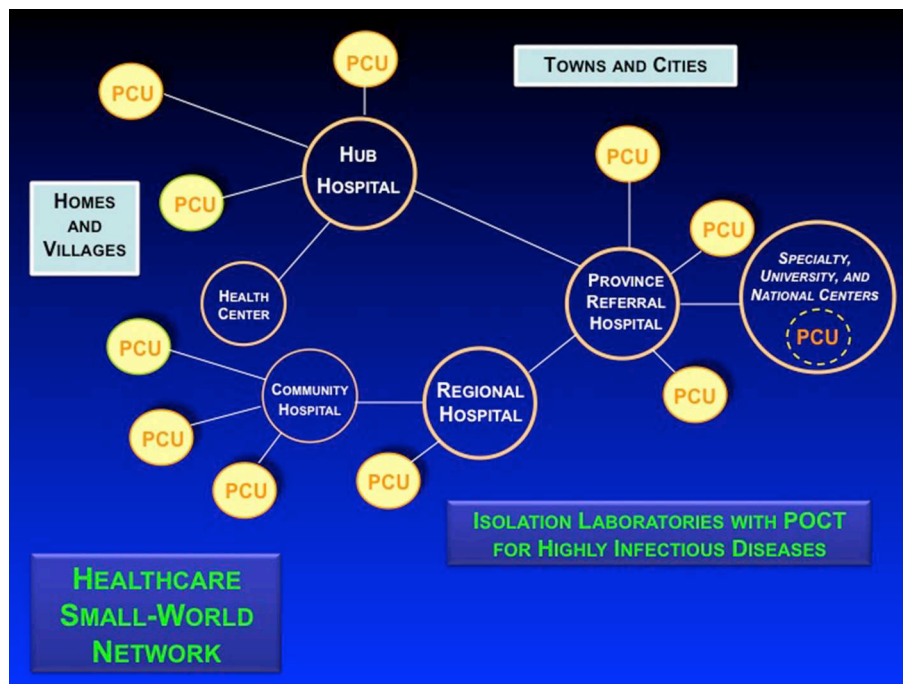 PCU
PCU
TOWNS AND CITIES
HUB
HOSPITAL
PCU
PCU
HOMES
AND
VILLAGES
PCU
SPECIALTY,
UNIVERSITY, AND
NATIONAL CENTERS
PCU
HEALTH
CENTER
PROVINCE
REFERRAL
HOSPITAL
PCU
COMMUNITY
HOSPITAL
REGIONAL
HOSPITAL
PCU
PCU
PCU
PCU
ISOLATION LABORATORIES WITH POCT
FOR HIGHLY INFECTIOUS DISEASES
HEALTHCARE
SMALL-WORLD
NETWORK